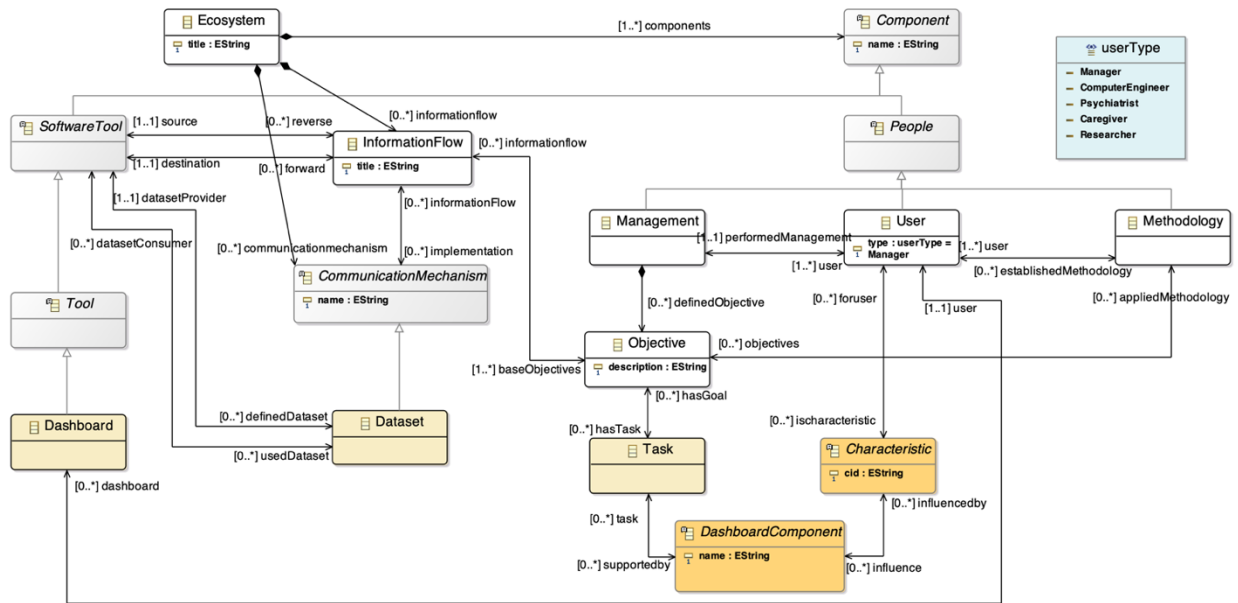 Ecosystem
title : EString
[1..*] components
Component
name : EString
userType
Manager
ComputerEngineer
Psychiatrist
Caregiver
Researcher
SoftwareTool
[1..1] source
[0..*] reverse
[0..*] informationflow
[0..*] informationflow
InformationFlow
title : EString
[1..1] destination
[0..*] forward
People
[1..1] datasetProvider
[0..*] informationFlow
[0..*] datasetConsumer
[0..*] communicationmechanism
[0..*] implementation
Management
[1..1] performedManagement
[1..*] user
User
type : userType =
Manager
[1..*] user
[0..*] establishedMethodology
Methodology
Tool
CommunicationMechanism
name : EString
[0..*] definedObjective
[0..*] foruser
[1..1] user
[0..*] appliedMethodology
Objective
description : EString
[0..*] objectives
[1..*] baseObjectives
[0..*] hasGoal
Dashboard
[0..*] definedDataset
Dataset
[0..*] usedDataset
[0..*] hasTask
Task
[0..*] ischaracteristic
Characteristic
cid : EString
[0..*] dashboard
[0..*] influencedby
[0..*] task
DashboardComponent
name : EString
[0..*] supportedby
[0..*] influence